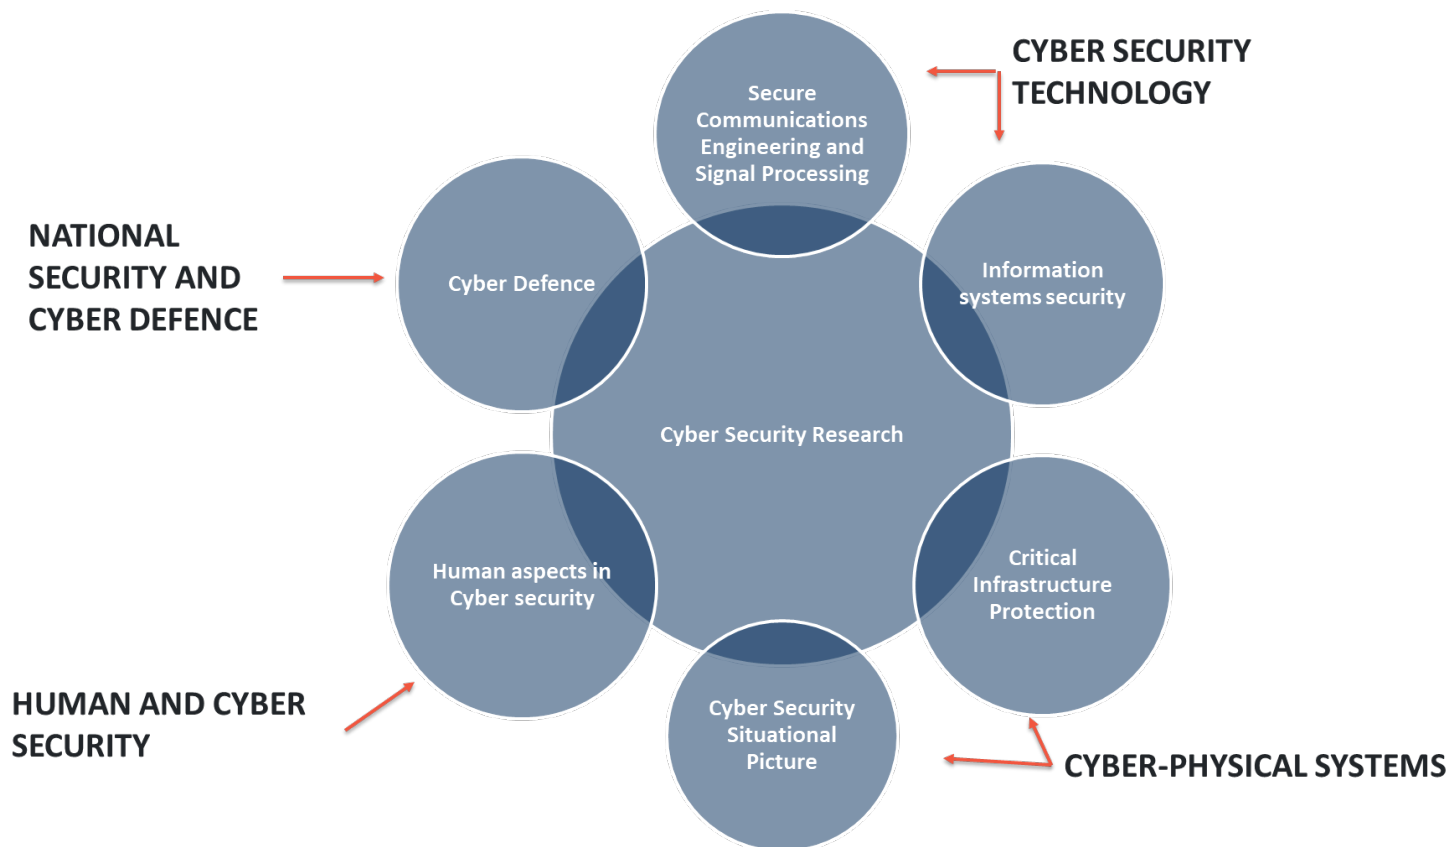 CYBER SECURITY
TECHNOLOGY
Secure
Communications
Engineering and
Signal Processing
NATIONAL
SECURITY AND
CYBER DEFENCE
Cyber Defence
Information
systems security
Cyber Security Research
Human aspects in
Cyber security
Critical
Infrastructure
Protection
HUMAN AND CYBER
SECURITY
Cyber Security
Situational
Picture
CYBER-PHYSICAL SYSTEMS